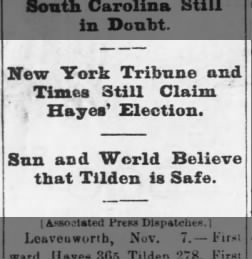 South Carolina Still
in Doubt.
New York Tribune and
Times Still Claim
Hayes' Election.
Sun and World Believe
that Tilden is Safe.
[Associated Press Dispatches.]
Leavenworth, Nov. 7.—First
ward, Hayes 365, Tilden 278. First